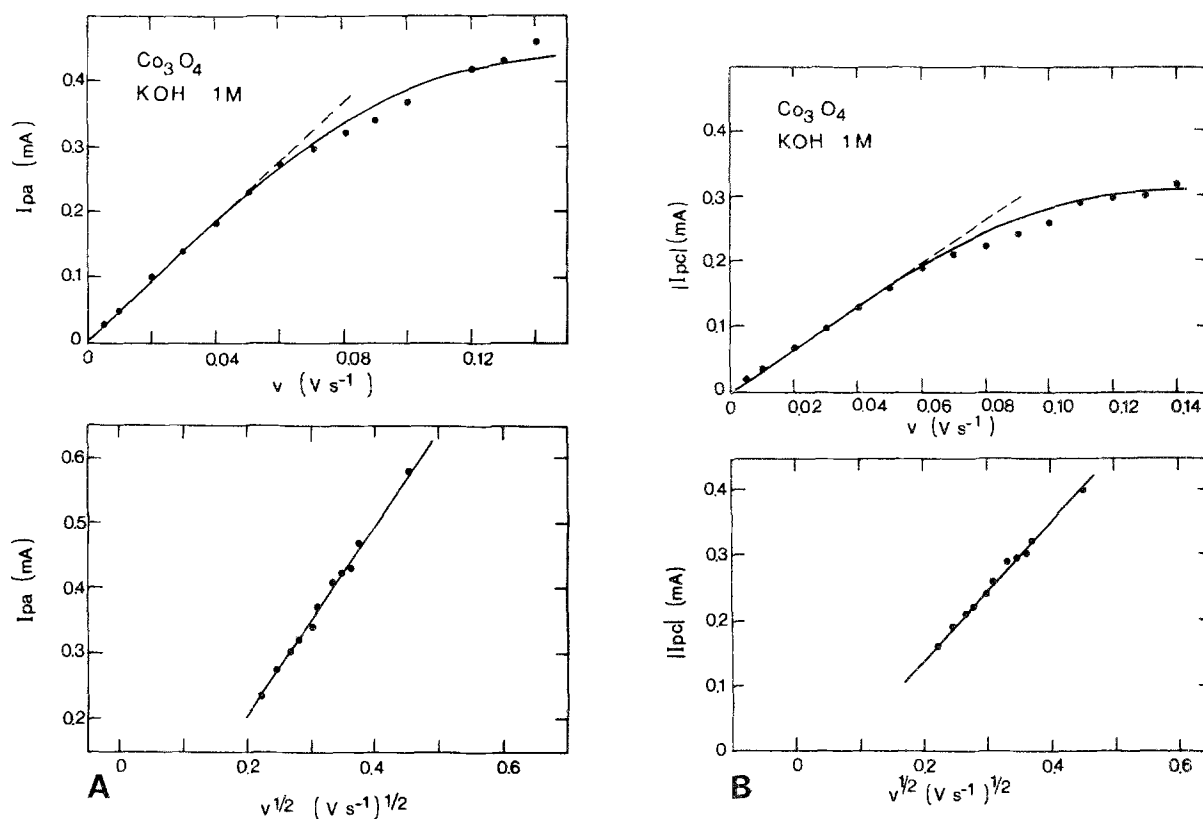 Co3O4
KOH 1M
Ipa (mA)
0.4
0.3
0.2
0.1
0
0 0.04 0.08 0.12
v (V s-1)
Ipa (mA)
0.6
0.5
0.4
0.3
0.2
0 0.2 0.4 0.6
A
v1/2 (V s-1)1/2
Co3O4
KOH 1M
|Ipc| (mA)
0.4
0.3
0.2
0.1
0
0 0.02 0.04 0.06 0.08 0.10 0.12 0.14
v (V s-1)
|Ipc| (mA)
0.4
0.3
0.2
0.1
0
0 0.2 0.4 0.6
B
v1/2 (V s-1)1/2